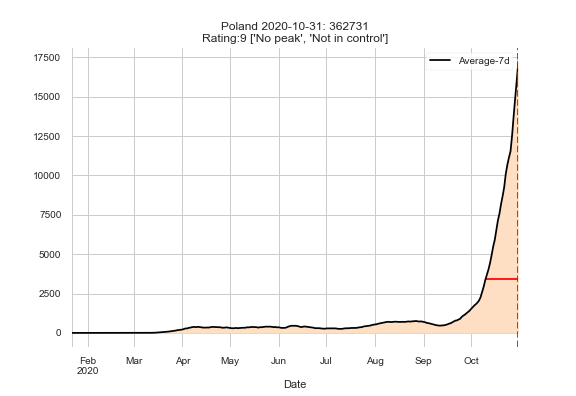 Poland 2020-10-31: 362731
Rating:9 ['No peak', 'Not in control']
Average-7d
17500
15000
12500
10000
7500
5000
2500
0
Feb Mar Apr May Jun Jul Aug Sep Oct
2020
Date